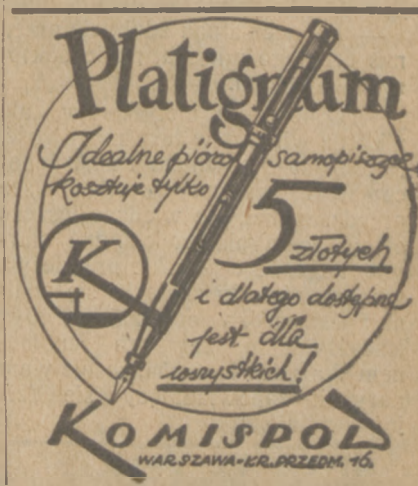 Platignum
Idealne pióro samopiszące
kosztuje tylko
5
złotych
K
i dlatego dostępne
jest dla
wszystkich!
KOMISPOL
WARSZAWA-KR.PRZEDM. 16.